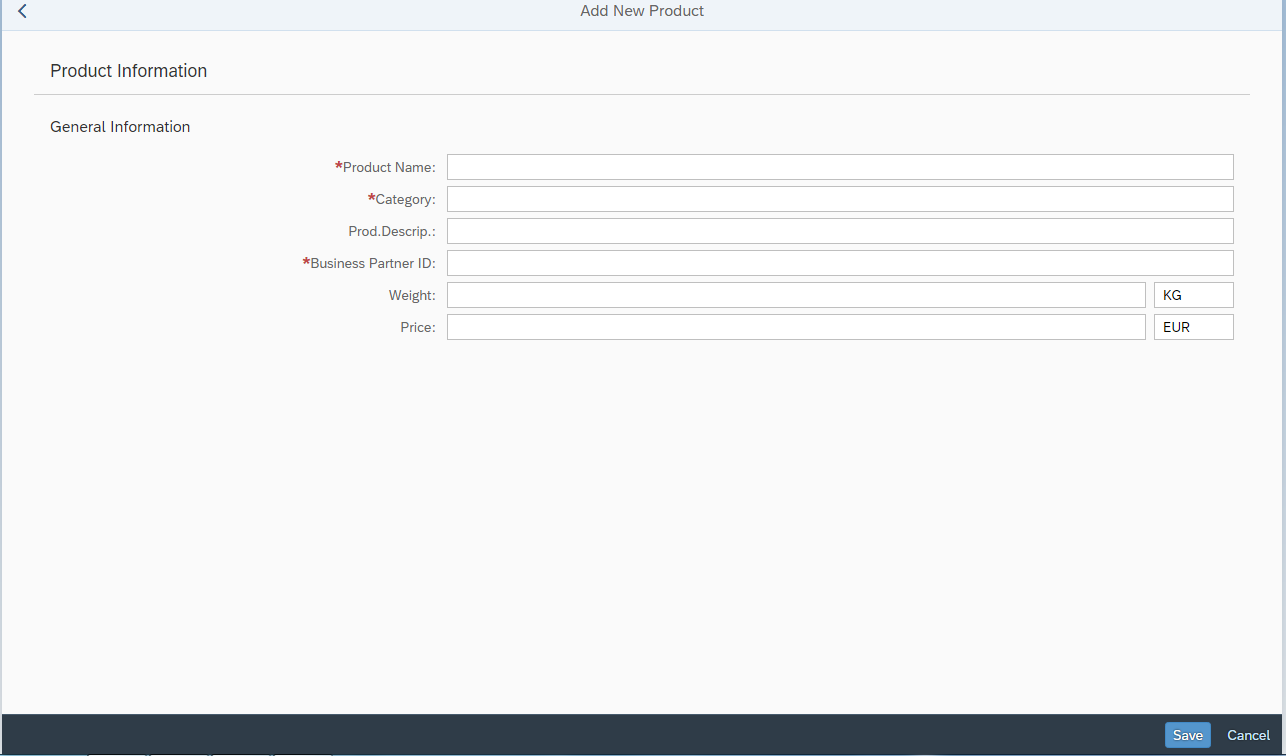 Add New Product
Product Information
General Information
*Product Name:
*Category:
Prod.Descrip.:
*Business Partner ID:
Weight: KG
Price: EUR
Save Cancel